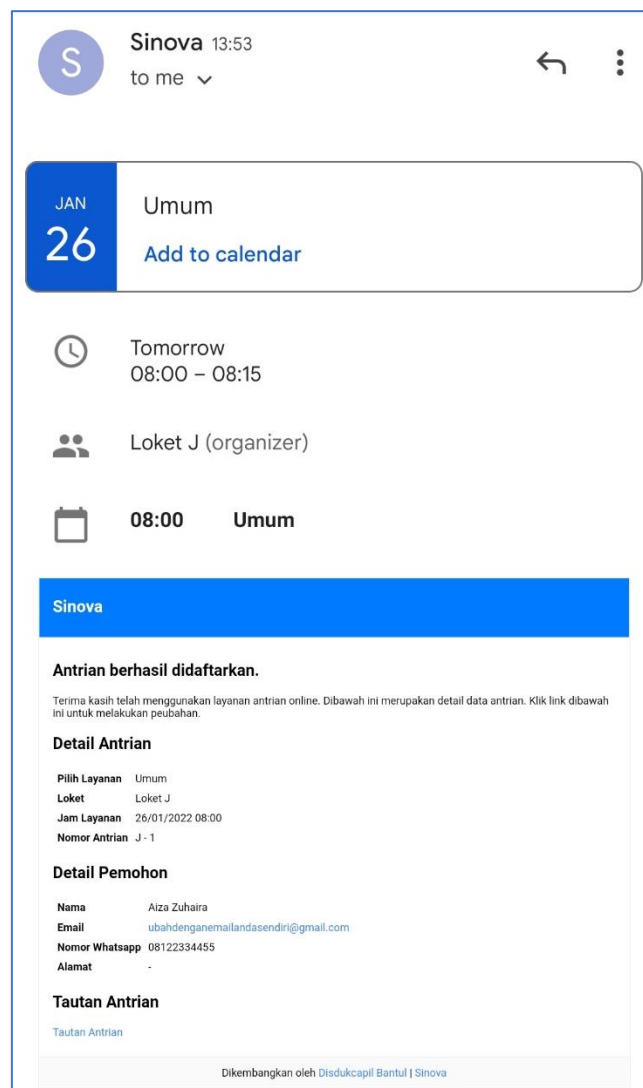 S
Sinova 13:53
to me
JAN
26
Umum
Add to calendar
Tomorrow
08:00 – 08:15
Loket J (organizer)
08:00 Umum
Sinova
Antrian berhasil didaftarkan.
Terima kasih telah menggunakan layanan antrian online. Dibawah ini merupakan detail data antrian. Klik link dibawah
ini untuk melakukan peubahan.
Detail Antrian
Pilih Layanan Umum
Loket Loket J
Jam Layanan 26/01/2022 08:00
Nomor Antrian J - 1
Detail Pemohon
Nama Aiza Zuhaira
Email ubahdenganemailandasendiri@gmail.com
Nomor Whatsapp 08122334455
Alamat -
Tautan Antrian
Tautan Antrian
Dikembangkan oleh Disdukcapil Bantul | Sinova